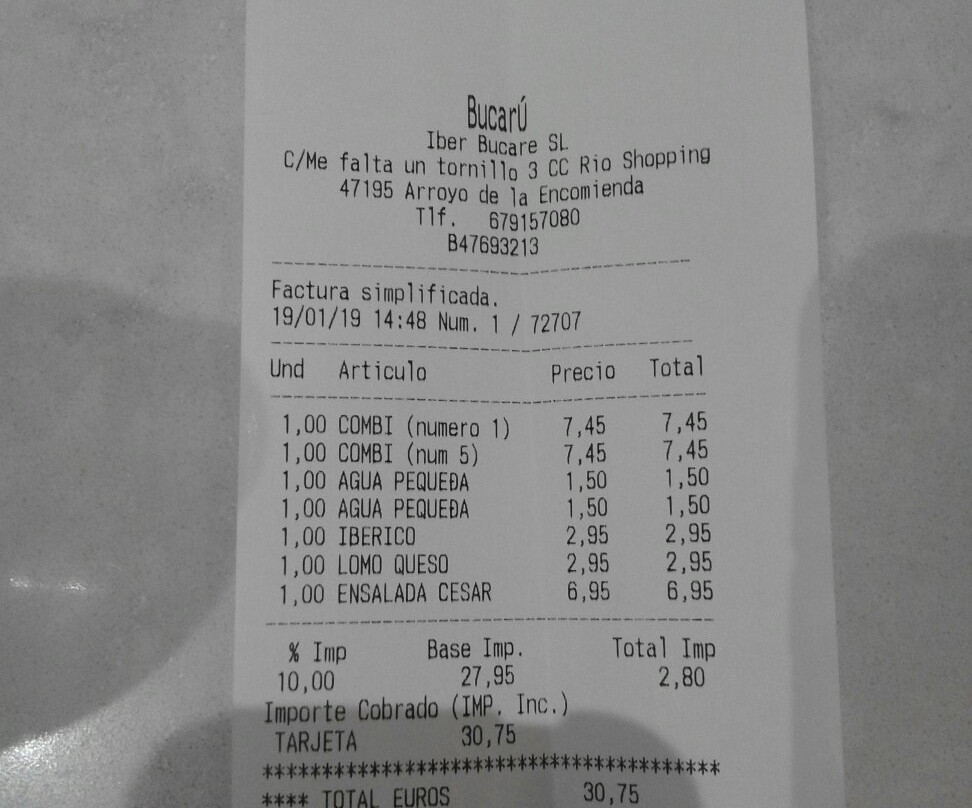 Bucarú
Iber Bucare SL
C/Me falta un tornillo 3 CC Rio Shopping
47195 Arroyo de la Encomienda
Tlf. 679157080
B47693213
Factura simplificada.
19/01/19 14:48 Num. 1 / 72707
Und Articulo Precio Total
1,00 COMBI (numero 1) 7,45 7,45
1,00 COMBI (num 5) 7,45 7,45
1,00 AGUA PEQUEÐA 1,50 1,50
1,00 AGUA PEQUEÐA 1,50 1,50
1,00 IBERICO 2,95 2,95
1,00 LOMO QUESO 2,95 2,95
1,00 ENSALADA CESAR 6,95 6,95
% Imp Base Imp. Total Imp
10,00 27,95 2,80
Importe Cobrado (IMP. Inc.)
TARJETA 30,75
**************************************
**** TOTAL EUROS 30,75